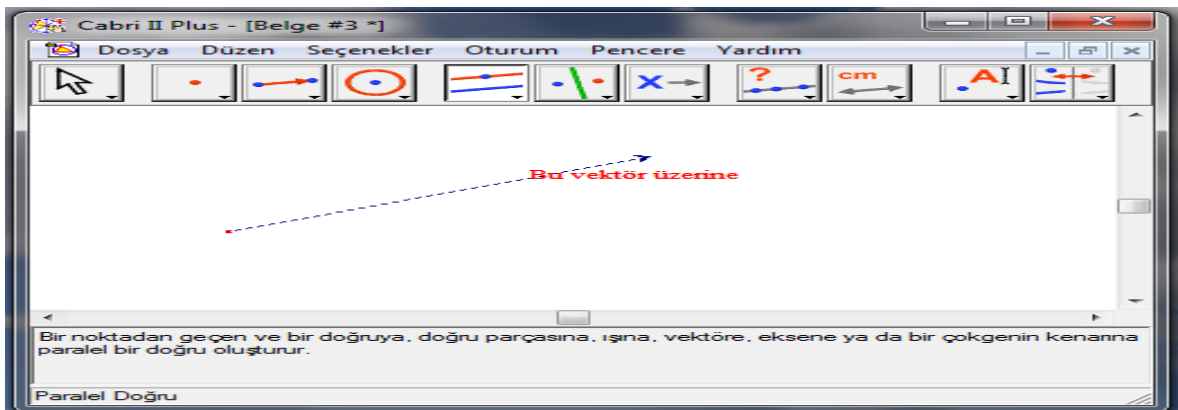 Cabri II Plus - [Belge #3 *]
Dosya Düzen Seçenekler Oturum Pencere Yardım
? cm A
X
Bu vektör üzerine
Bir noktadan geçen ve bir doğruya, doğru parçasına, ışına, vektöre, eksene ya da bir çokgenin kenarına
paralel bir doğru oluşturur.
Paralel Doğru